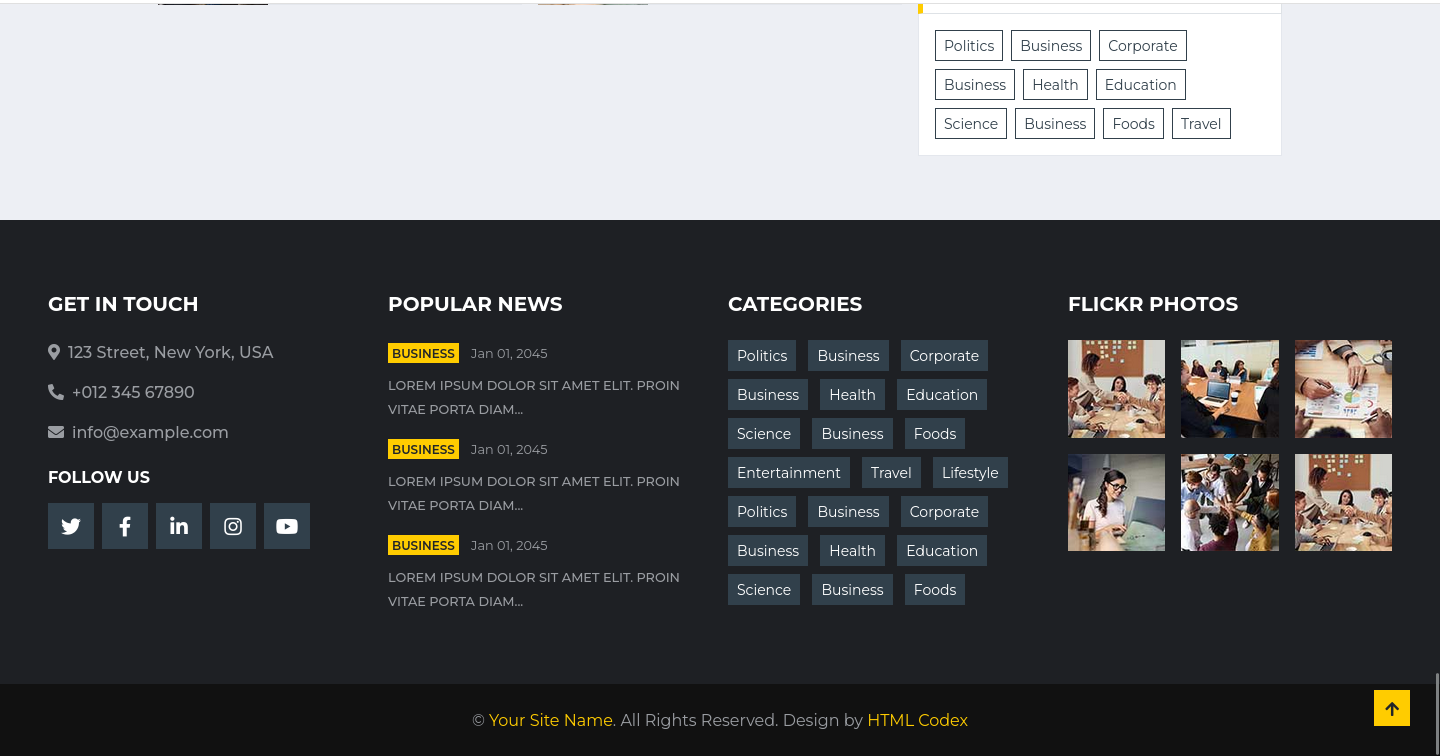 Politics Business Corporate
Business Health Education
Science Business Foods Travel
GET IN TOUCH
123 Street, New York, USA
+012 345 67890
info@example.com
FOLLOW US
POPULAR NEWS
BUSINESS Jan 01, 2045
LOREM IPSUM DOLOR SIT AMET ELIT. PROIN
VITAE PORTA DIAM...
BUSINESS Jan 01, 2045
LOREM IPSUM DOLOR SIT AMET ELIT. PROIN
VITAE PORTA DIAM...
BUSINESS Jan 01, 2045
LOREM IPSUM DOLOR SIT AMET ELIT. PROIN
VITAE PORTA DIAM...
CATEGORIES
Politics Business Corporate
Business Health Education
Science Business Foods
Entertainment Travel Lifestyle
Politics Business Corporate
Business Health Education
Science Business Foods
FLICKR PHOTOS
© Your Site Name. All Rights Reserved. Design by HTML Codex